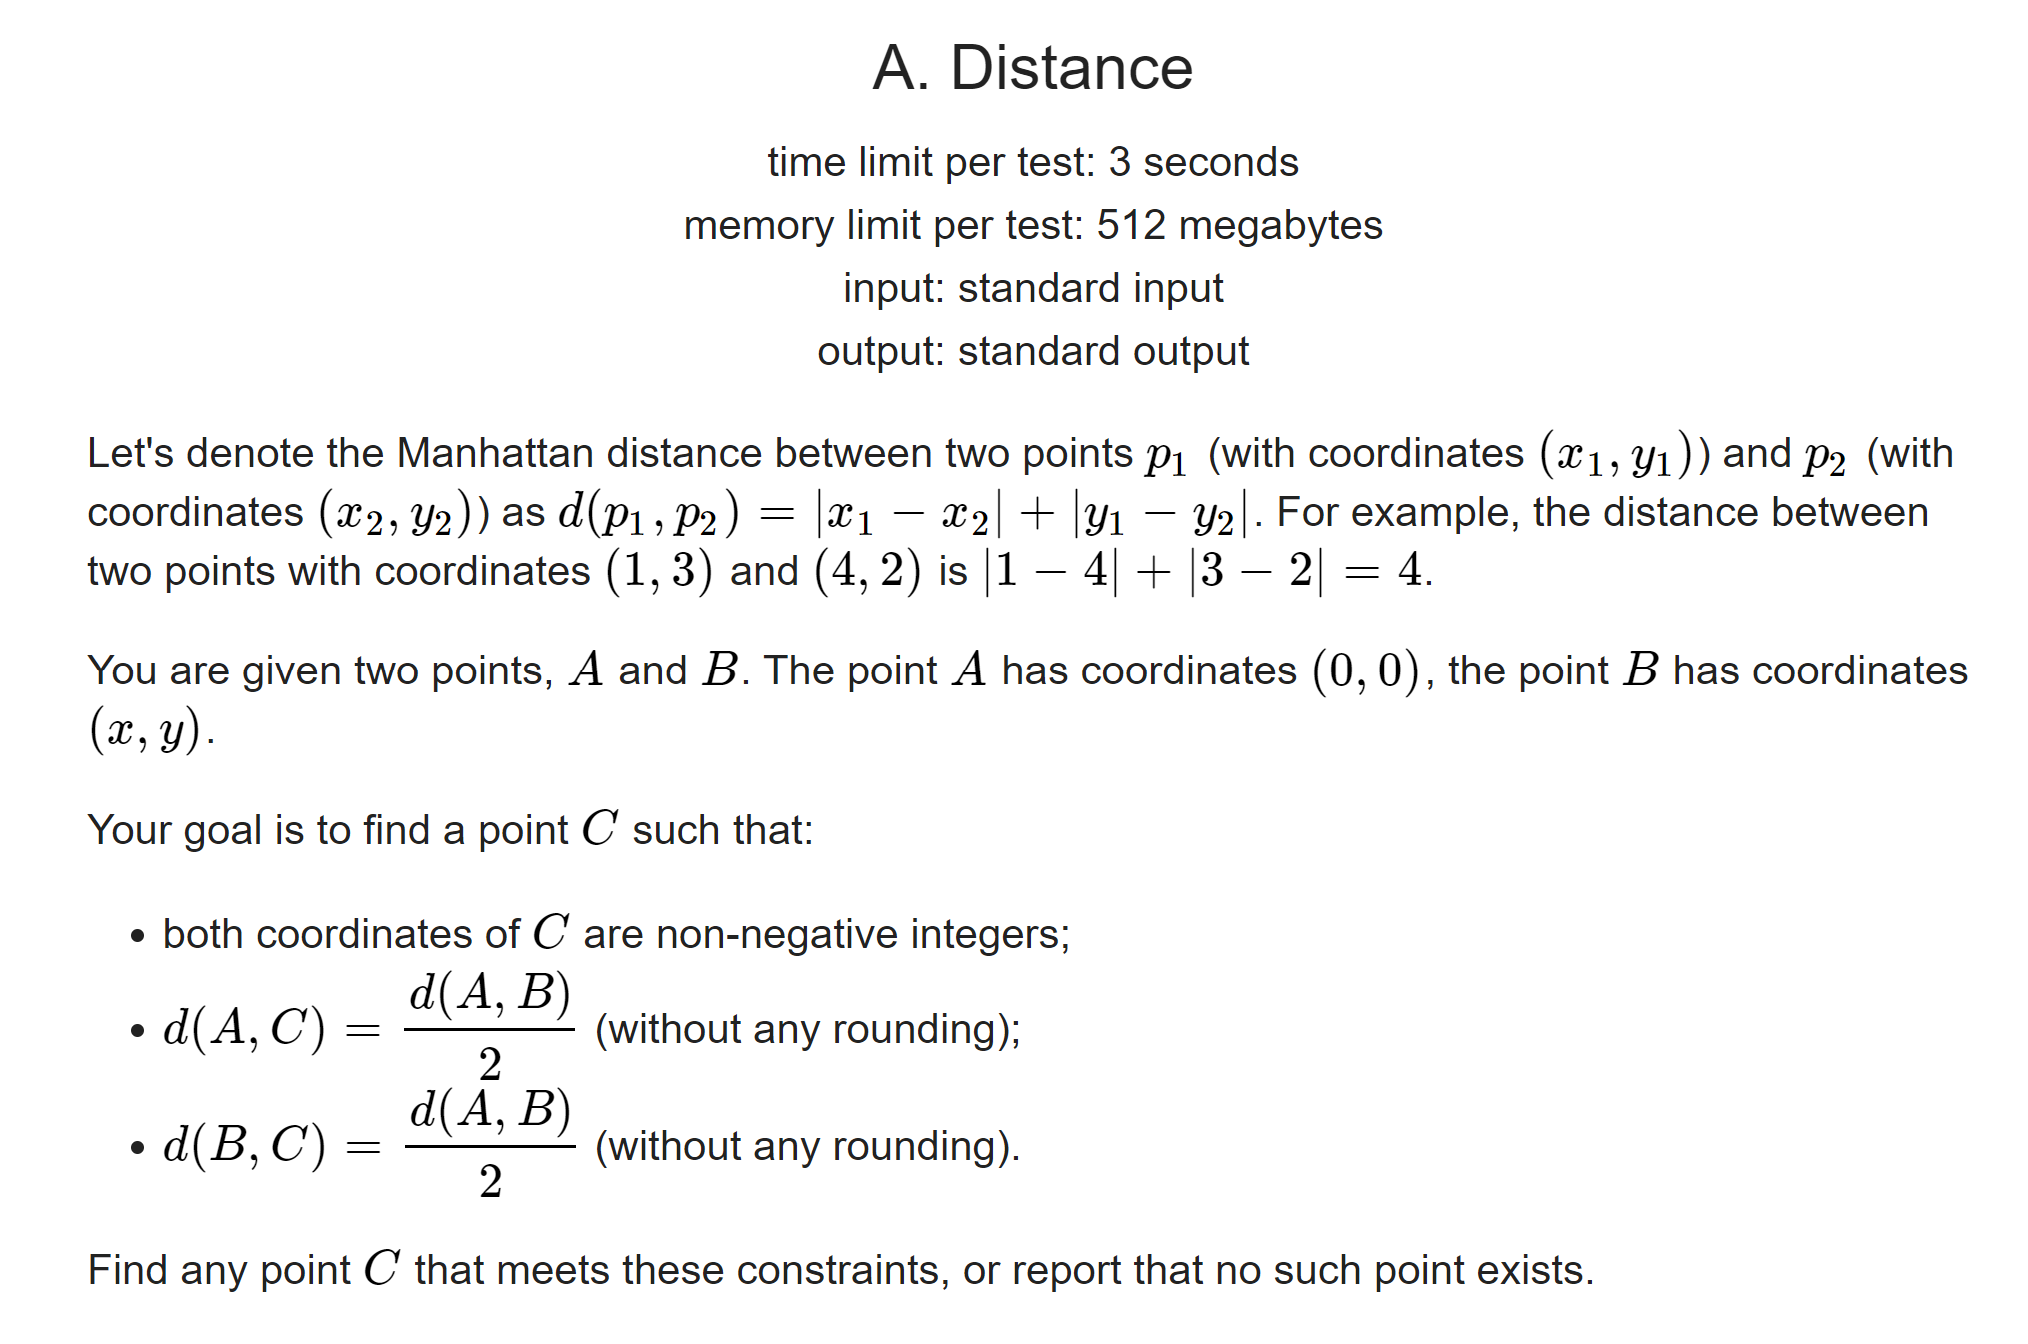 A. Distance
time limit per test: 3 seconds
memory limit per test: 512 megabytes
input: standard input
output: standard output
Let's denote the Manhattan distance between two points $p_1$ (with coordinates $(x_1, y_1)$) and $p_2$ (with
coordinates $(x_2, y_2)$) as $d(p_1, p_2) = |x_1 - x_2| + |y_1 - y_2|$. For example, the distance between
two points with coordinates $(1, 3)$ and $(4, 2)$ is $|1 - 4| + |3 - 2| = 4$.
You are given two points, $A$ and $B$. The point $A$ has coordinates $(0, 0)$, the point $B$ has coordinates
$(x, y)$.
Your goal is to find a point $C$ such that:
• both coordinates of $C$ are non-negative integers;
• $d(A, C) = \frac{d(A, B)}{2}$ (without any rounding);
• $d(B, C) = \frac{d(A, B)}{2}$ (without any rounding).
Find any point $C$ that meets these constraints, or report that no such point exists.